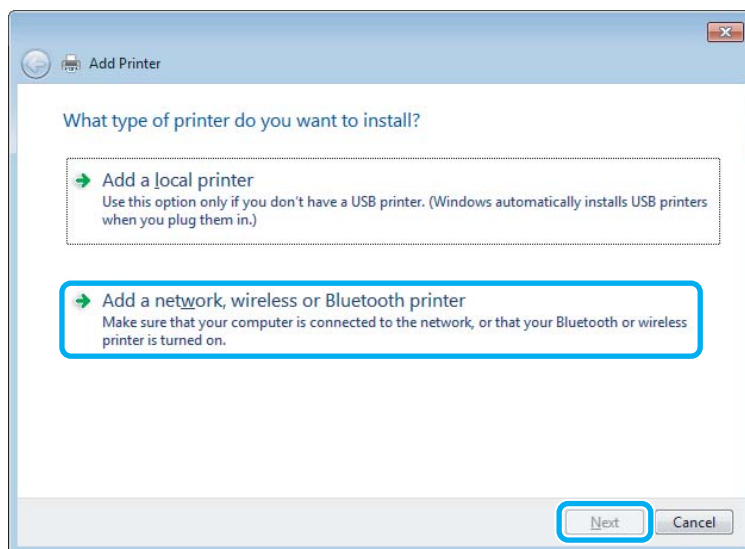 Add Printer
What type of printer do you want to install?
Add a local printer
Use this option only if you don't have a USB printer. (Windows automatically installs USB printers
when you plug them in.)
Add a network, wireless or Bluetooth printer
Make sure that your computer is connected to the network, or that your Bluetooth or wireless
printer is turned on.
Next Cancel